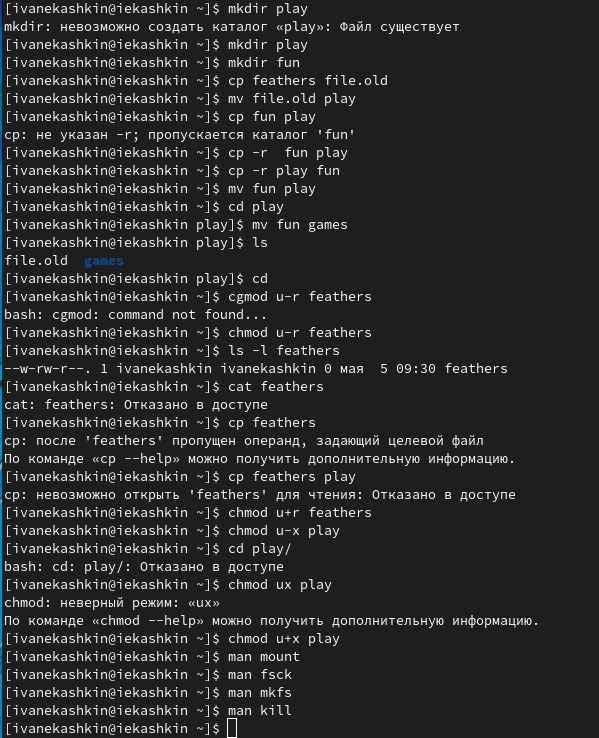 [ivanekashkin@iekashkin ~]$ mkdir play
mkdir: невозможно создать каталог «play»: Файл существует
[ivanekashkin@iekashkin ~]$ mkdir play
[ivanekashkin@iekashkin ~]$ mkdir fun
[ivanekashkin@iekashkin ~]$ cp feathers file.old
[ivanekashkin@iekashkin ~]$ mv file.old play
[ivanekashkin@iekashkin ~]$ cp fun play
cp: не указан -r; пропускается каталог 'fun'
[ivanekashkin@iekashkin ~]$ cp -r  fun play
[ivanekashkin@iekashkin ~]$ cp -r play fun
[ivanekashkin@iekashkin ~]$ mv fun play
[ivanekashkin@iekashkin ~]$ cd play
[ivanekashkin@iekashkin play]$ mv fun games
[ivanekashkin@iekashkin play]$ ls
file.old  games
[ivanekashkin@iekashkin play]$ cd
[ivanekashkin@iekashkin ~]$ cgmod u-r feathers
bash: cgmod: command not found...
[ivanekashkin@iekashkin ~]$ chmod u-r feathers
[ivanekashkin@iekashkin ~]$ ls -l feathers
--w-rw-r--. 1 ivanekashkin ivanekashkin 0 мая  5 09:30 feathers
[ivanekashkin@iekashkin ~]$ cat feathers
cat: feathers: Отказано в доступе
[ivanekashkin@iekashkin ~]$ cp feathers
cp: после 'feathers' пропущен операнд, задающий целевой файл
По команде «cp --help» можно получить дополнительную информацию.
[ivanekashkin@iekashkin ~]$ cp feathers play
cp: невозможно открыть 'feathers' для чтения: Отказано в доступе
[ivanekashkin@iekashkin ~]$ chmod u+r feathers
[ivanekashkin@iekashkin ~]$ chmod u-x play
[ivanekashkin@iekashkin ~]$ cd play/
bash: cd: play/: Отказано в доступе
[ivanekashkin@iekashkin ~]$ chmod ux play
chmod: неверный режим: «ux»
По команде «chmod --help» можно получить дополнительную информацию.
[ivanekashkin@iekashkin ~]$ chmod u+x play
[ivanekashkin@iekashkin ~]$ man mount
[ivanekashkin@iekashkin ~]$ man fsck
[ivanekashkin@iekashkin ~]$ man mkfs
[ivanekashkin@iekashkin ~]$ man kill
[ivanekashkin@iekashkin ~]$